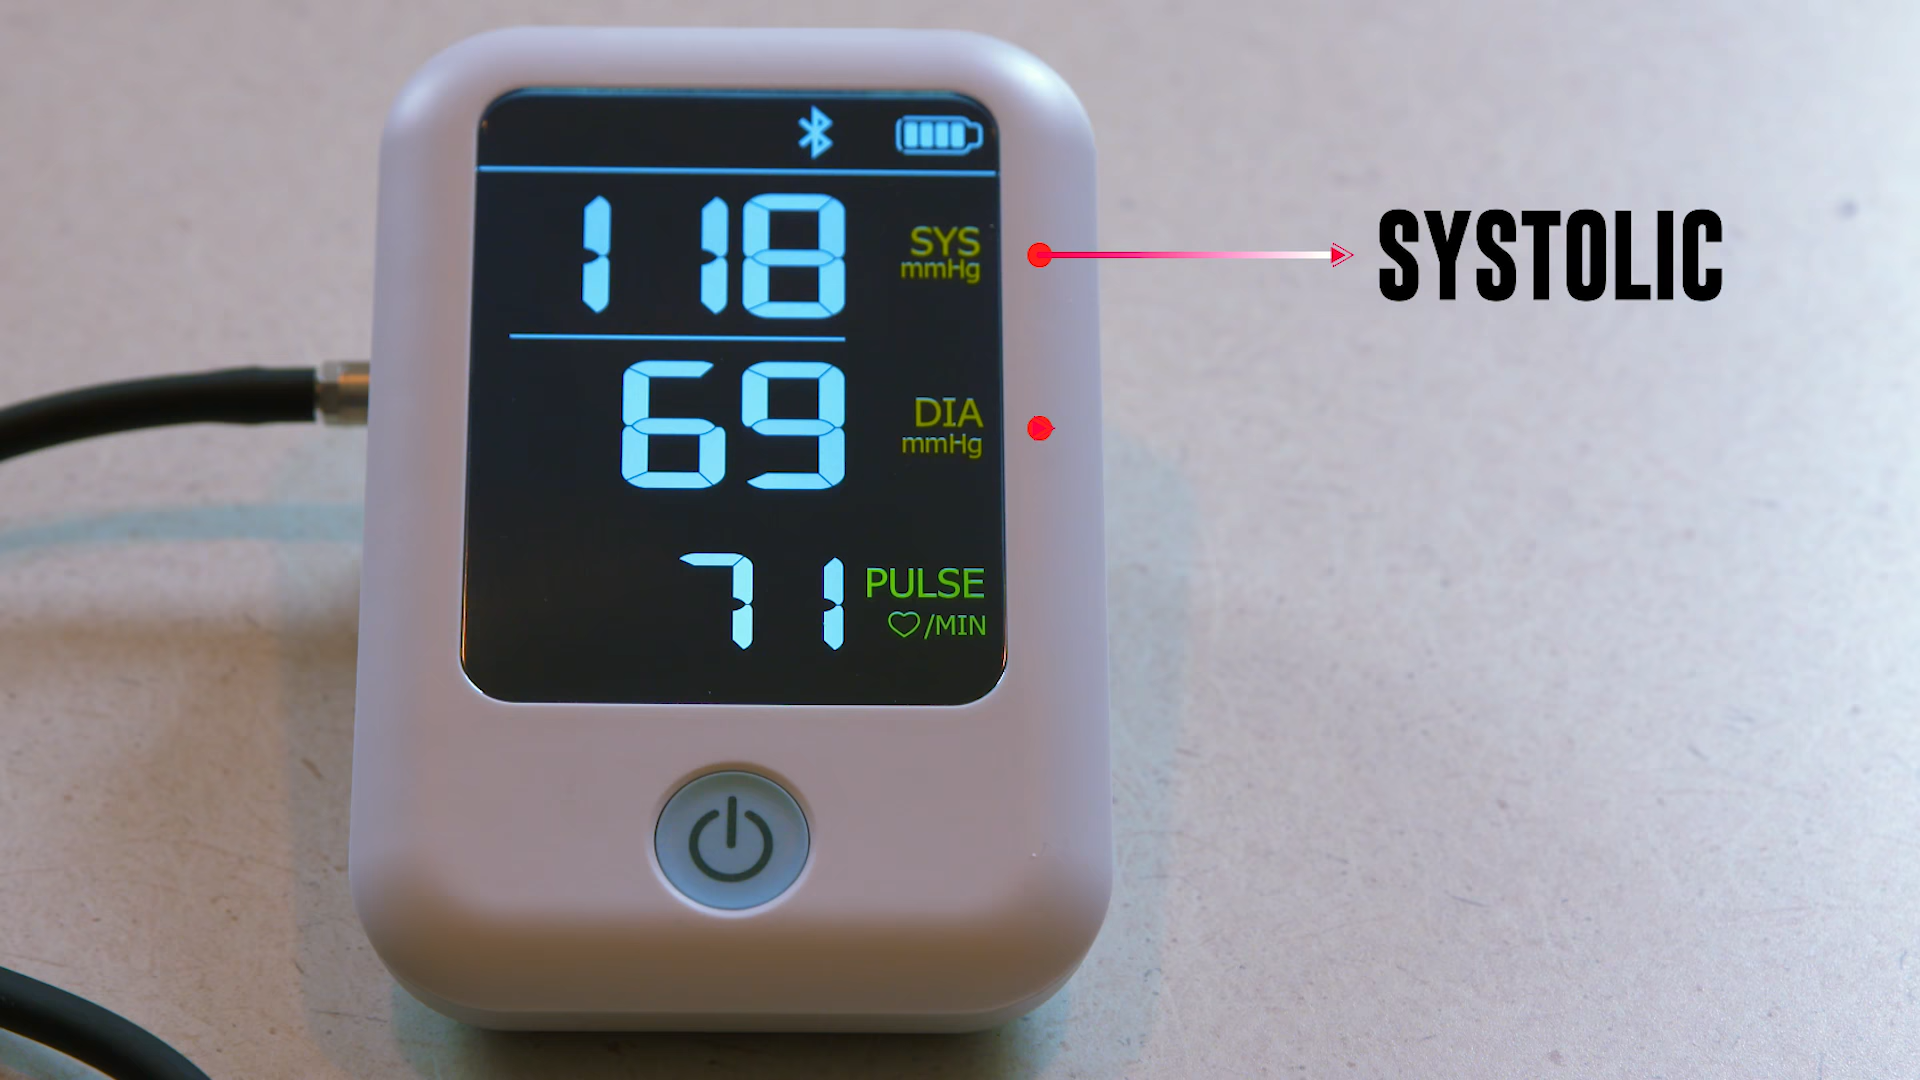 118 SYS
mmHg
SYSTOLIC
69 DIA
mmHg
71 PULSE
/MIN